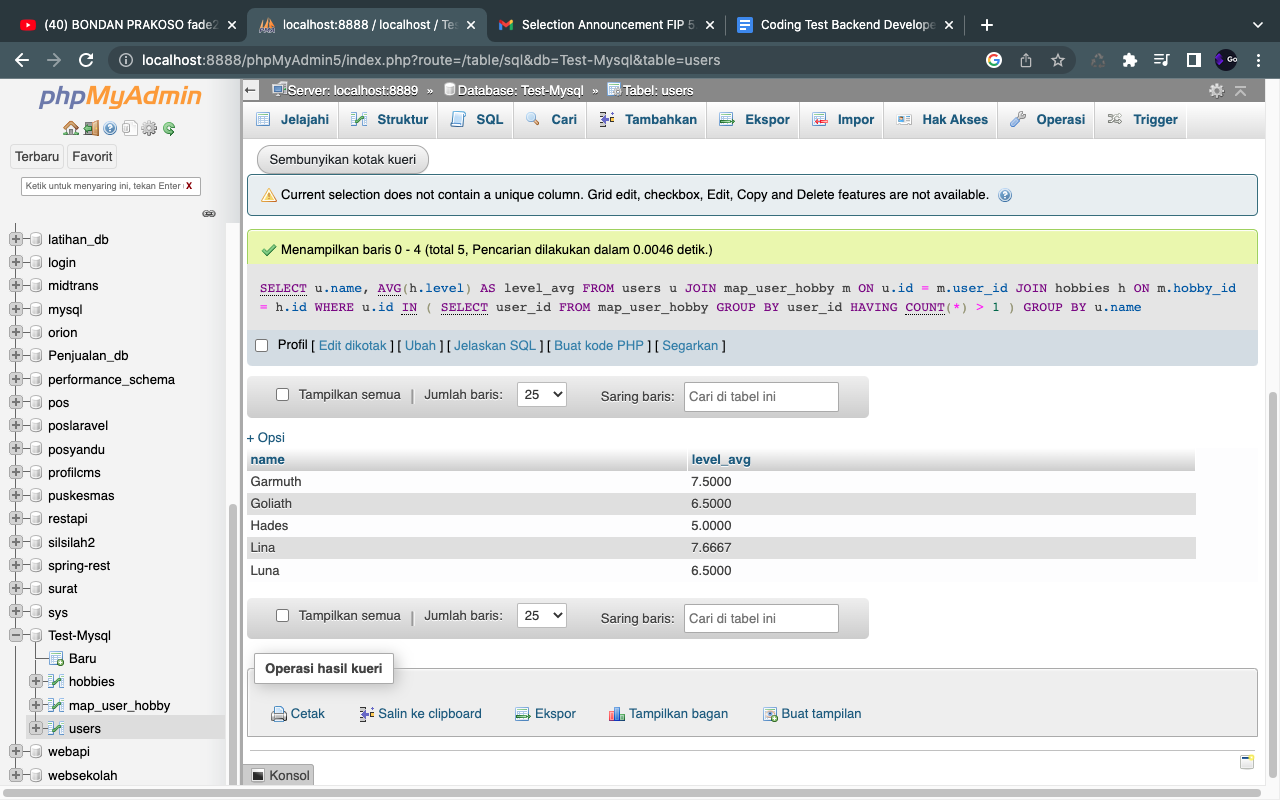 (40) BONDAN PRAKOSO fade2
localhost:8888 / localhost / Tes
Selection Announcement FIP 5
Coding Test Backend Develope
localhost:8888/phpMyAdmin5/index.php?route=/table/sql&db=Test-Mysql&table=users
Go
phpMyAdmin
Terbaru
Favorit
Ketik untuk menyaring ini, tekan Enter
X
latihan_db
login
midtrans
mysql
orion
Penjualan_db
performance_schema
pos
poslaravel
posyandu
profilcms
puskesmas
restapi
silsilah2
spring-rest
surat
sys
Test-Mysql
Baru
hobbies
map_user_hobby
users
webapi
websekolah
Server: localhost:8889 » Database: Test-Mysql » Tabel: users
Jelajahi
Struktur
SQL
Cari
Tambahkan
Ekspor
Impor
Hak Akses
Operasi
Trigger
Sembunyikan kotak kueri
Current selection does not contain a unique column. Grid edit, checkbox, Edit, Copy and Delete features are not available.
Menampilkan baris 0 - 4 (total 5, Pencarian dilakukan dalam 0.0046 detik.)
SELECT u.name, AVG(h.level) AS level_avg FROM users u JOIN map_user_hobby m ON u.id = m.user_id JOIN hobbies h ON m.hobby_id
= h.id WHERE u.id IN ( SELECT user_id FROM map_user_hobby GROUP BY user_id HAVING COUNT(*) > 1 ) GROUP BY u.name
Profil [ Edit dikotak ] [ Ubah ] [ Jelaskan SQL ] [ Buat kode PHP ] [ Segarkan ]
Tampilkan semua | Jumlah baris: 25 Saring baris: Cari di tabel ini
+ Opsi
name level_avg
Garmuth 7.5000
Goliath 6.5000
Hades 5.0000
Lina 7.6667
Luna 6.5000
Tampilkan semua | Jumlah baris: 25 Saring baris: Cari di tabel ini
Operasi hasil kueri
Cetak
Salin ke clipboard
Ekspor
Tampilkan bagan
Buat tampilan
Konsol